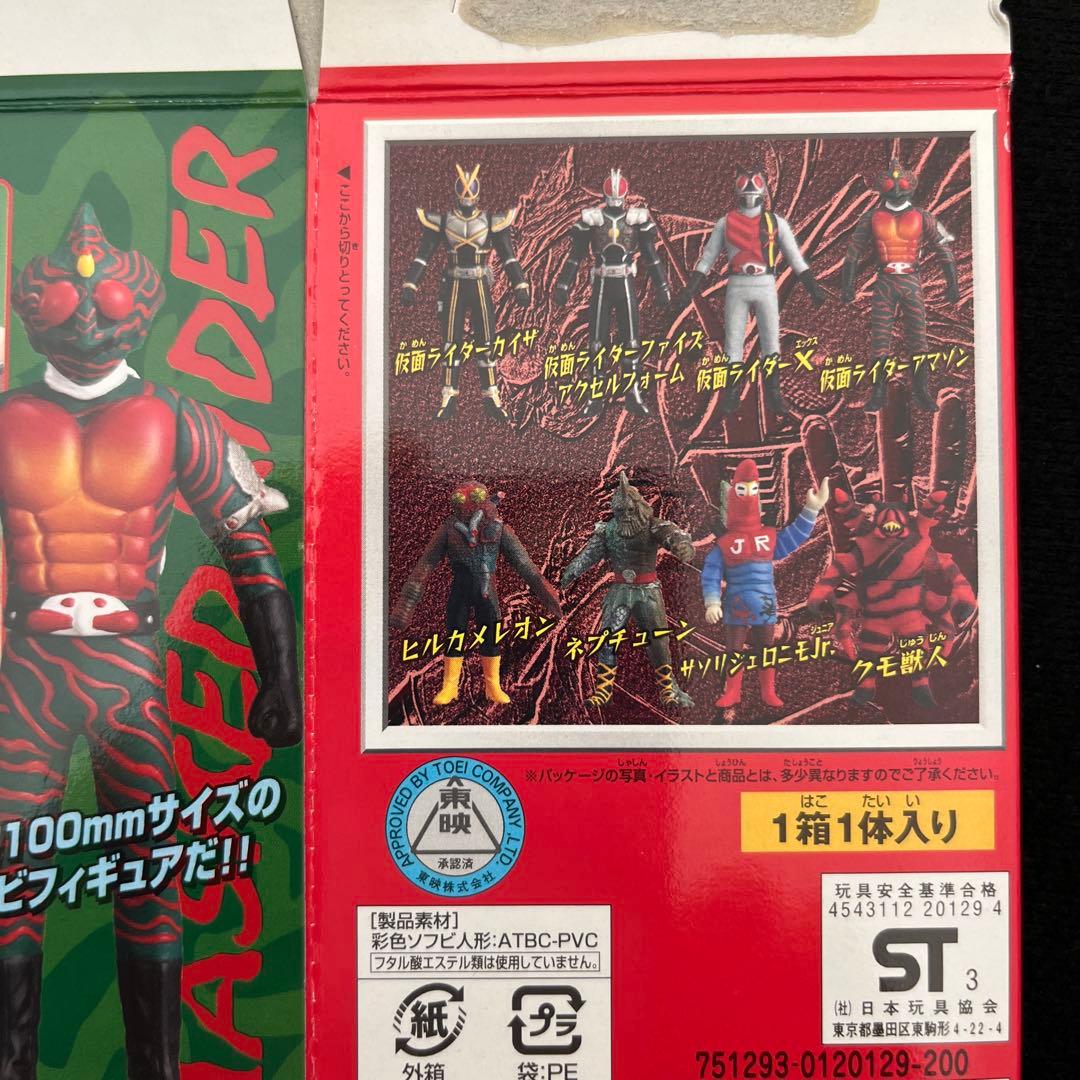 MASKED RIDER
100mmサイズの
ビフィギュアだ!!
◀ここから切りとってください。
仮面ライダーカイザ
仮面ライダーファイズ
アクセルフォーム
仮面ライダーX
仮面ライダーアマゾン
ヒルカメレオン
ネプチューン
JR
サソリジェロニモJr.
クモ獣人
APPROVED BY TOEI COMPANY, LTD.
東映
承認済
東映株式会社
※パッケージの写真・イラストと商品とは、多少異なりますのでご了承ください。
1箱1体入り
[製品素材]
彩色ソフビ人形:ATBC-PVC
フタル酸エステル類は使用していません。
紙
外箱
プラ
袋:PE
玩具安全基準合格
4543112 20129 4
ST 3
(社)日本玩具協会
東京都墨田区東駒形4-22-4
751293-0120129-200